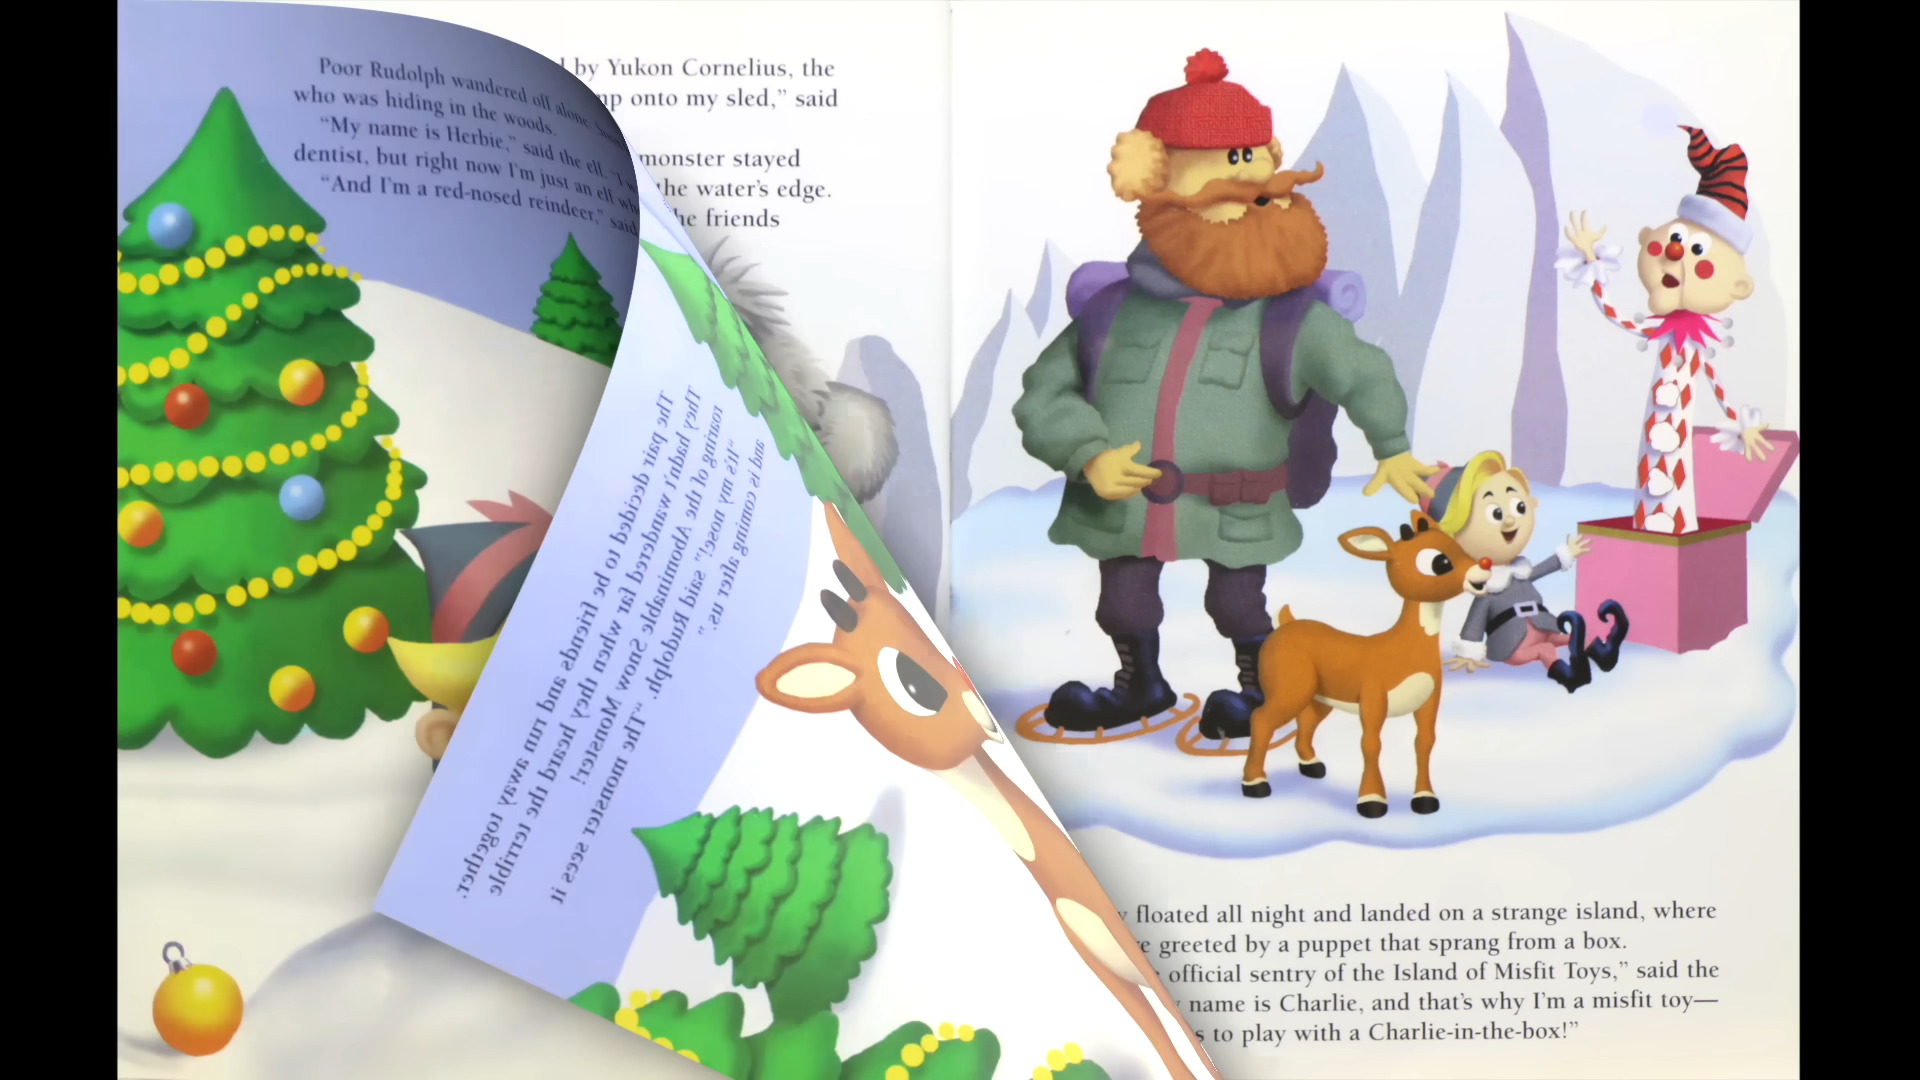 Poor Rudolph wandered off alone.
who was hiding in the woods.
“My name is Herbie,” said the elf. “I
dentist, but right now I’m just an elf
“And I’m a red-nosed reindeer,” said
by Yukon Cornelius, the
onto my sled,” said
monster stayed
the water’s edge.
friends
The pair decided to be friends and run away together.
They hadn’t wandered far when they heard the terrible
roaring of the Abominable Snow Monster!
“It’s my nose!” said Rudolph. “The monster sees it
and is coming after us.”
floated all night and landed on a strange island, where
greeted by a puppet that sprang from a box.
official sentry of the Island of Misfit Toys,” said the
name is Charlie, and that’s why I’m a misfit toy—
to play with a Charlie-in-the-box!”